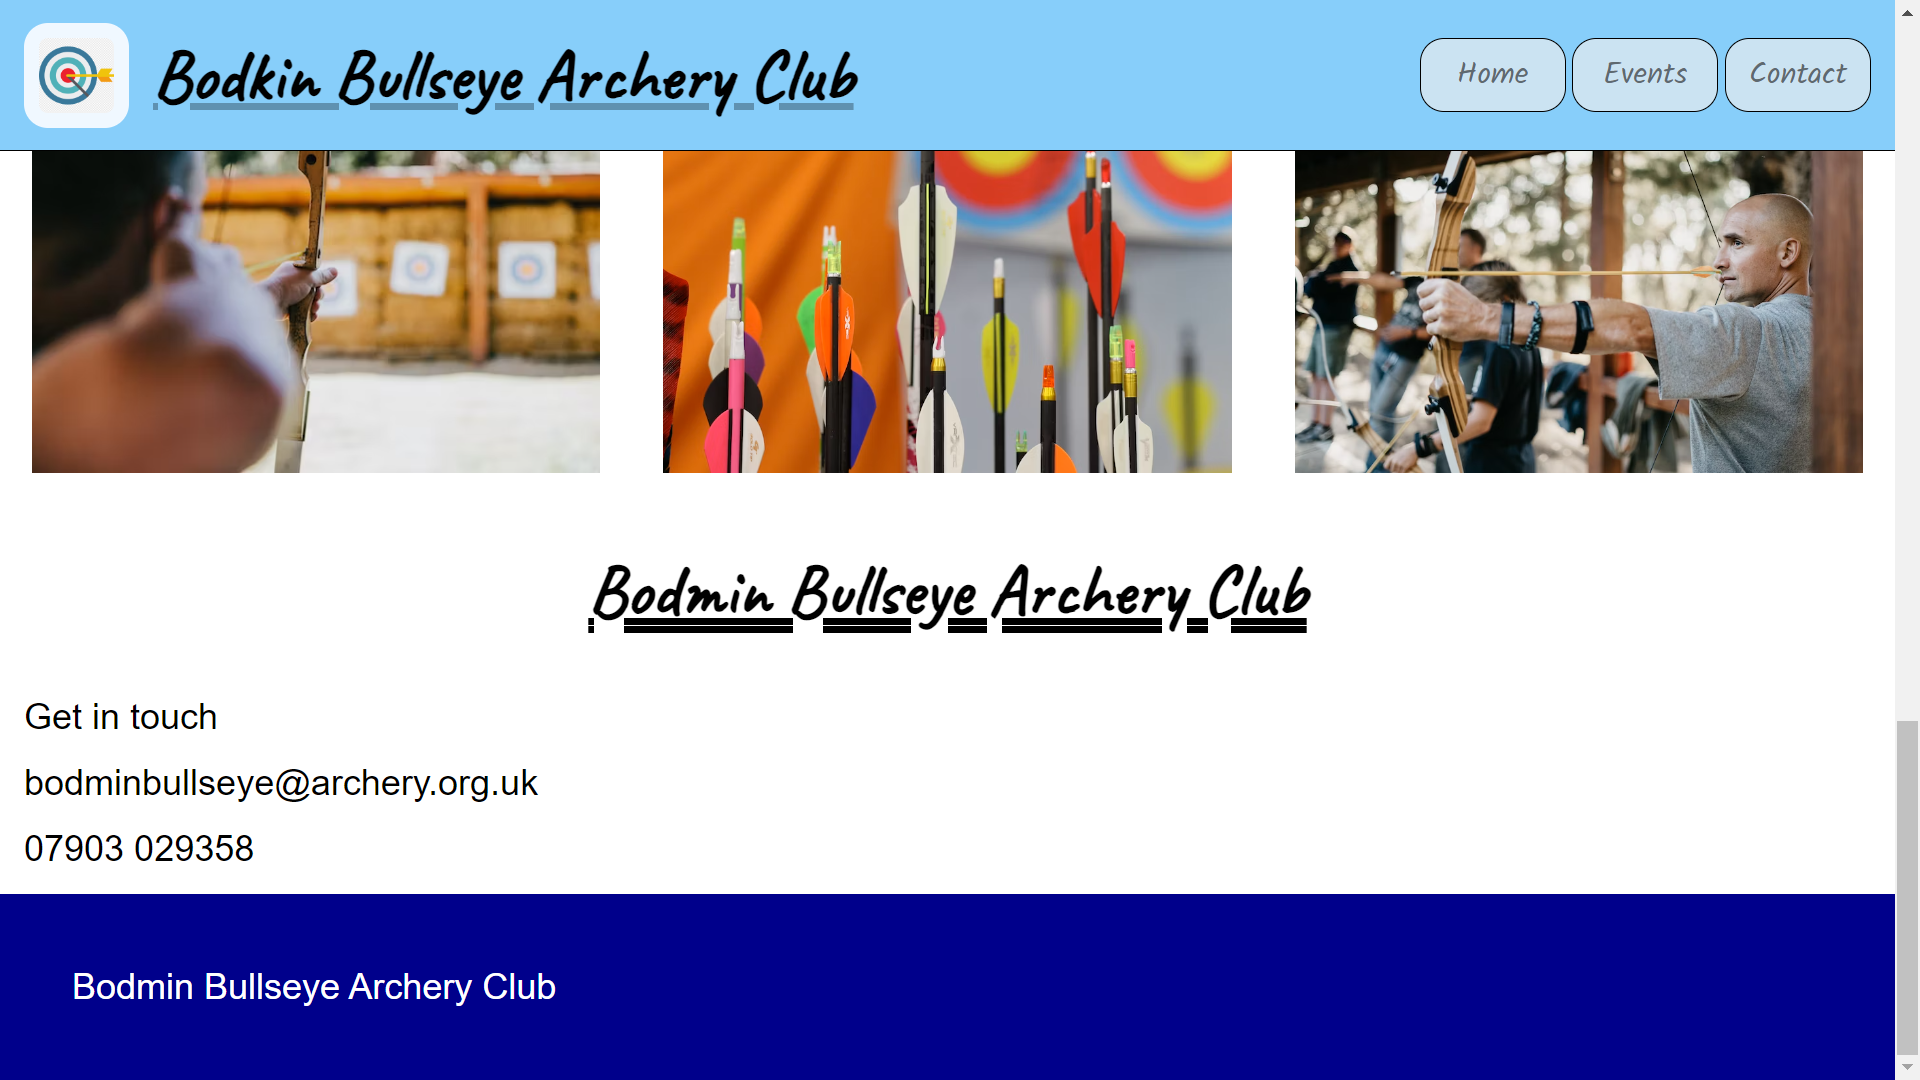 Bodkin Bullseye Archery Club
Home Events Contact
Bodmin Bullseye Archery Club
Get in touch
bodminbullseye@archery.org.uk
07903 029358
Bodmin Bullseye Archery Club